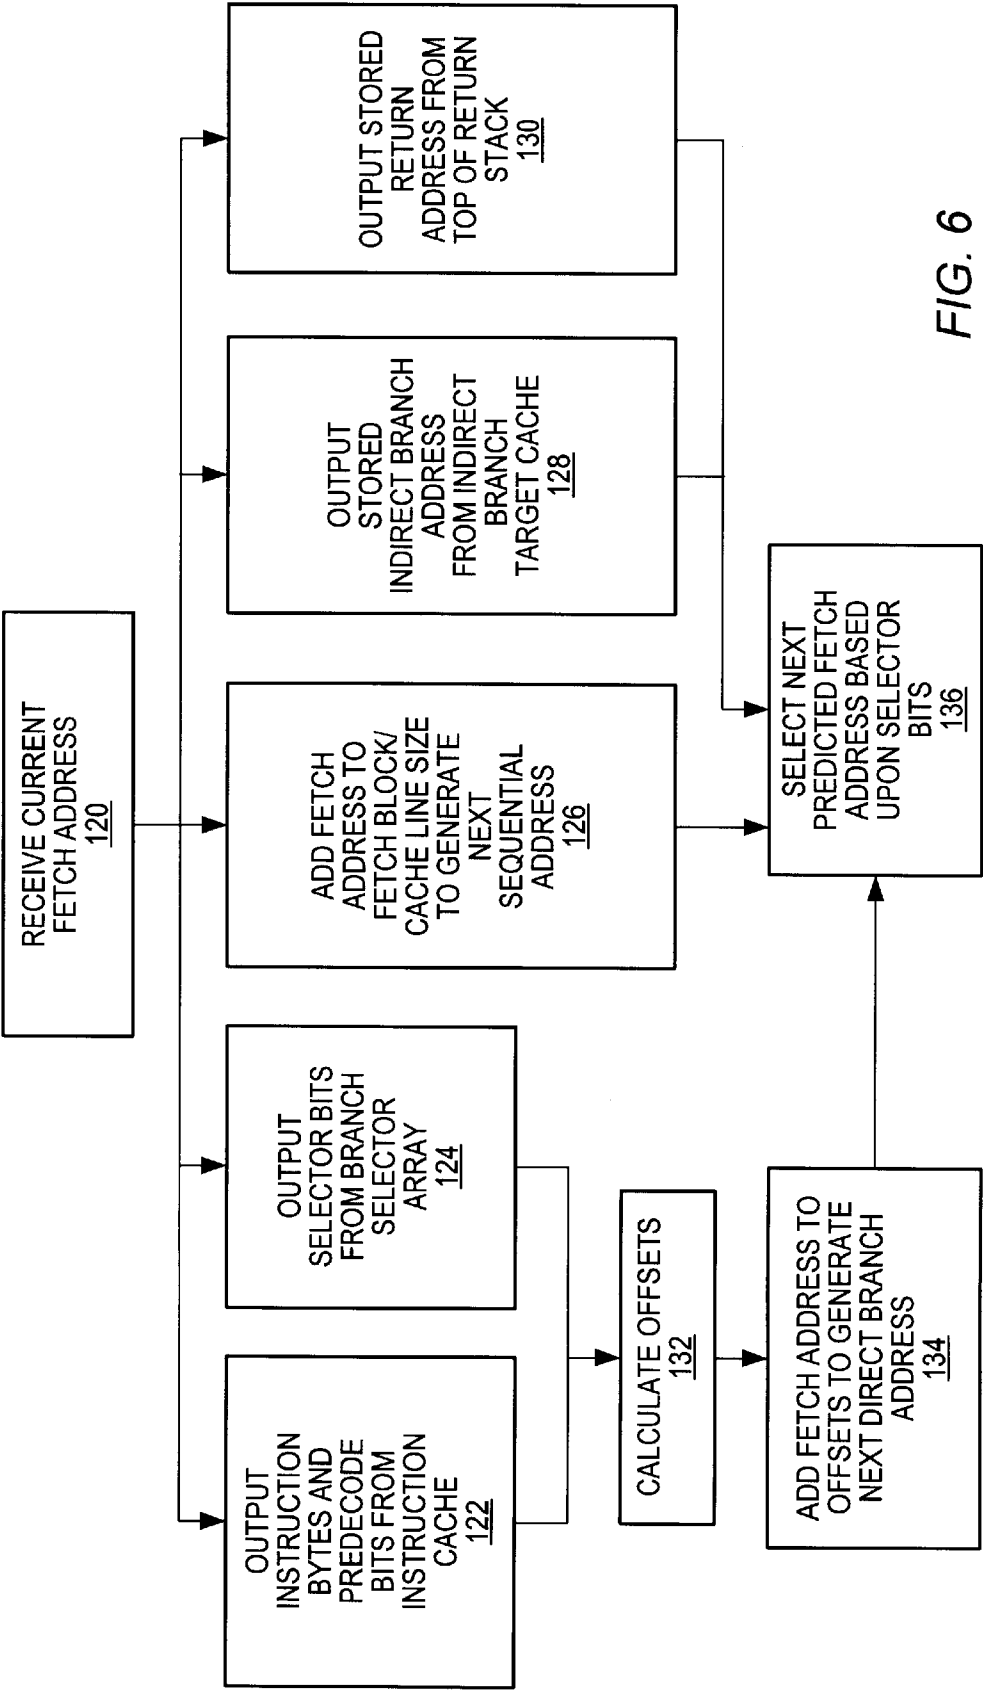 RECEIVE CURRENT
FETCH ADDRESS
120
OUTPUT
INSTRUCTION
BYTES AND
PREDECODE
BITS FROM
INSTRUCTION
CACHE
122
OUTPUT
SELECTOR BITS
FROM BRANCH
SELECTOR
ARRAY
124
ADD FETCH
ADDRESS TO
FETCH BLOCK/
CACHE LINE SIZE
TO GENERATE
NEXT
SEQUENTIAL
ADDRESS
126
OUTPUT
STORED
INDIRECT BRANCH
ADDRESS
FROM INDIRECT
BRANCH
TARGET CACHE
128
OUTPUT STORED
RETURN
ADDRESS FROM
TOP OF RETURN
STACK
130
CALCULATE OFFSETS
132
ADD FETCH ADDRESS TO
OFFSETS TO GENERATE
NEXT DIRECT BRANCH
ADDRESS
134
SELECT NEXT
PREDICTED FETCH
ADDRESS BASED
UPON SELECTOR
BITS
136
FIG. 6